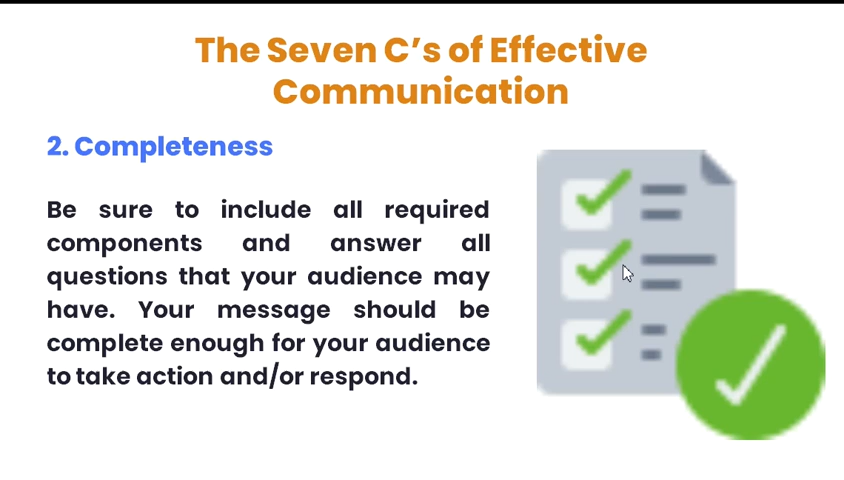 The Seven C’s of Effective
Communication
2. Completeness
Be sure to include all required
components and answer all
questions that your audience may
have. Your message should be
complete enough for your audience
to take action and/or respond.